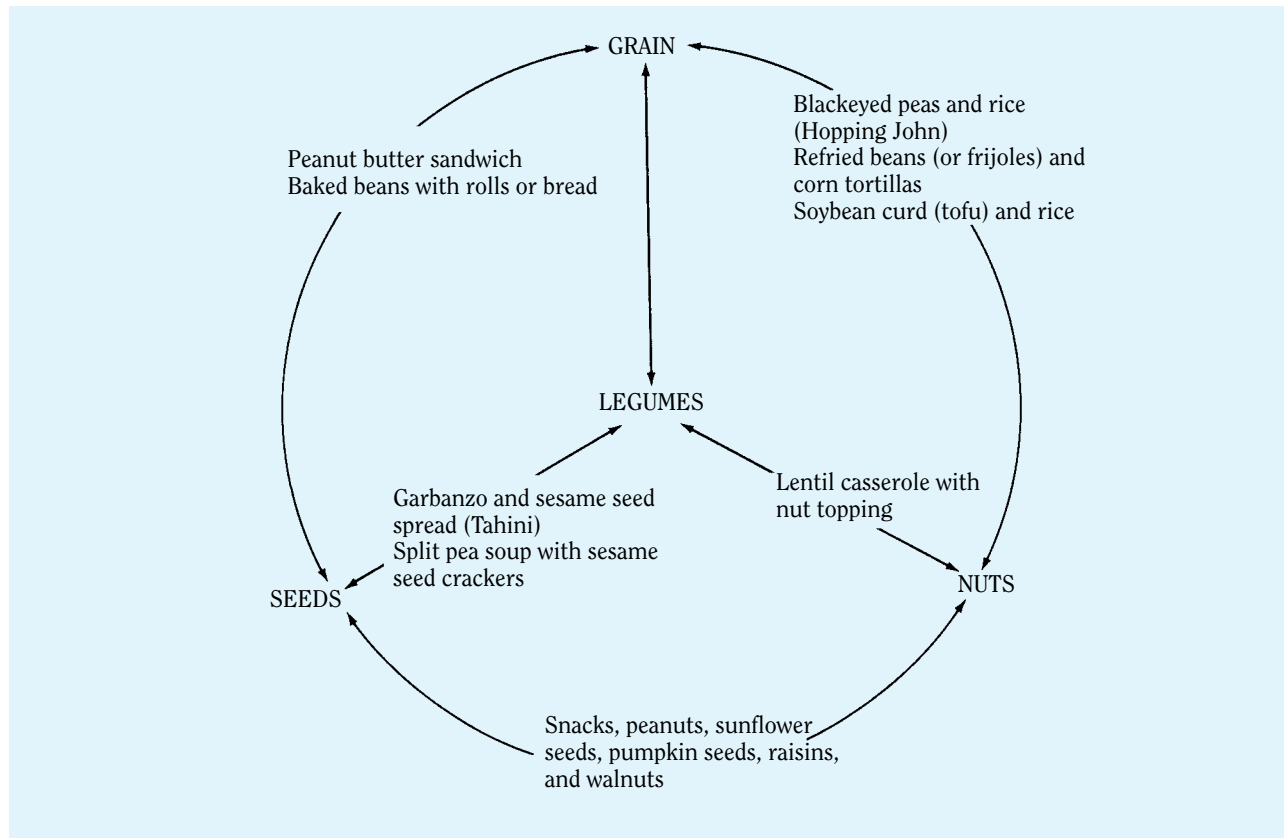 GRAIN
Peanut butter sandwich
Baked beans with rolls or bread
Blackeyed peas and rice
(Hopping John)
Refried beans (or frijoles) and
corn tortillas
Soybean curd (tofu) and rice
LEGUMES
Garbanzo and sesame seed
spread (Tahini)
Split pea soup with sesame
seed crackers
Lentil casserole with
nut topping
SEEDS
NUTS
Snacks, peanuts, sunflower
seeds, pumpkin seeds, raisins,
and walnuts